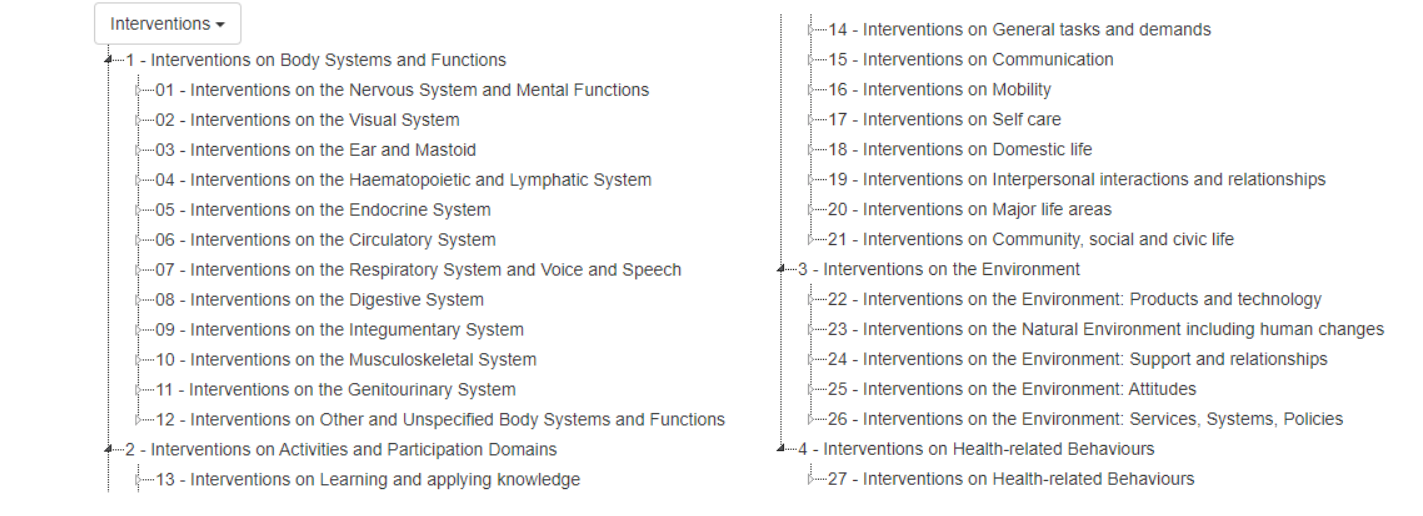 Interventions
1 - Interventions on Body Systems and Functions
01 - Interventions on the Nervous System and Mental Functions
02 - Interventions on the Visual System
03 - Interventions on the Ear and Mastoid
04 - Interventions on the Haematopoietic and Lymphatic System
05 - Interventions on the Endocrine System
06 - Interventions on the Circulatory System
07 - Interventions on the Respiratory System and Voice and Speech
08 - Interventions on the Digestive System
09 - Interventions on the Integumentary System
10 - Interventions on the Musculoskeletal System
11 - Interventions on the Genitourinary System
12 - Interventions on Other and Unspecified Body Systems and Functions
2 - Interventions on Activities and Participation Domains
13 - Interventions on Learning and applying knowledge
14 - Interventions on General tasks and demands
15 - Interventions on Communication
16 - Interventions on Mobility
17 - Interventions on Self care
18 - Interventions on Domestic life
19 - Interventions on Interpersonal interactions and relationships
20 - Interventions on Major life areas
21 - Interventions on Community, social and civic life
3 - Interventions on the Environment
22 - Interventions on the Environment: Products and technology
23 - Interventions on the Natural Environment including human changes
24 - Interventions on the Environment: Support and relationships
25 - Interventions on the Environment: Attitudes
26 - Interventions on the Environment: Services, Systems, Policies
4 - Interventions on Health-related Behaviours
27 - Interventions on Health-related Behaviours